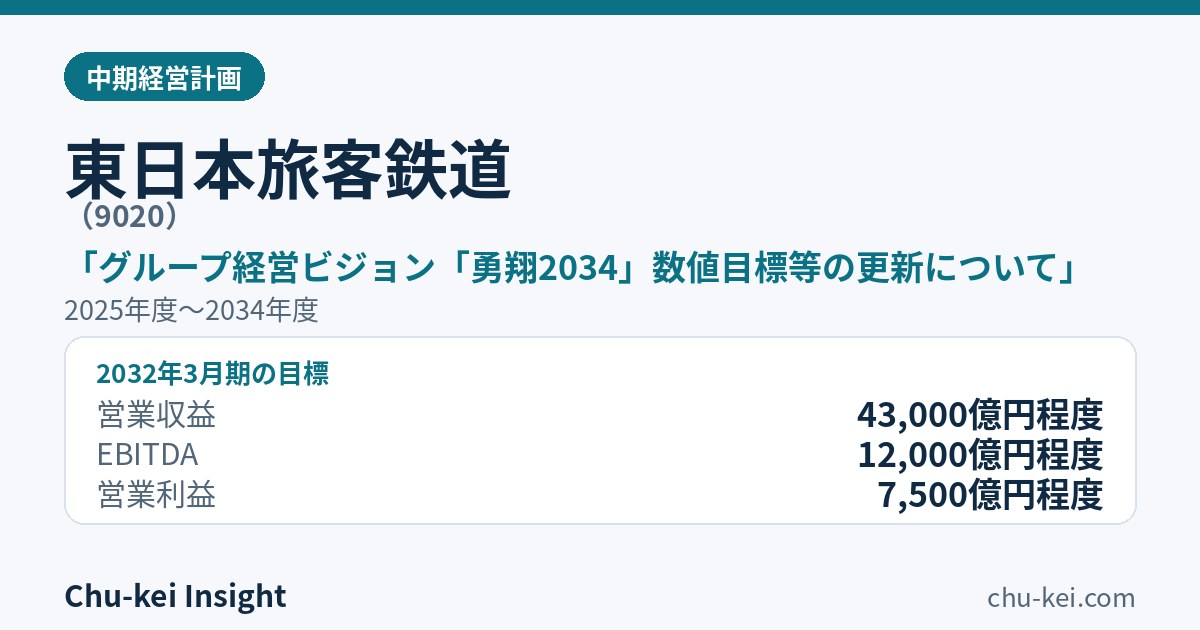 中期経営計画
東日本旅客鉄道
（9020）
「グループ経営ビジョン「勇翔2034」数値目標等の更新について」
2025年度～2034年度
2032年3月期の目標
営業収益 43,000億円程度
EBITDA 12,000億円程度
営業利益 7,500億円程度
Chu-kei Insight chu-kei.com